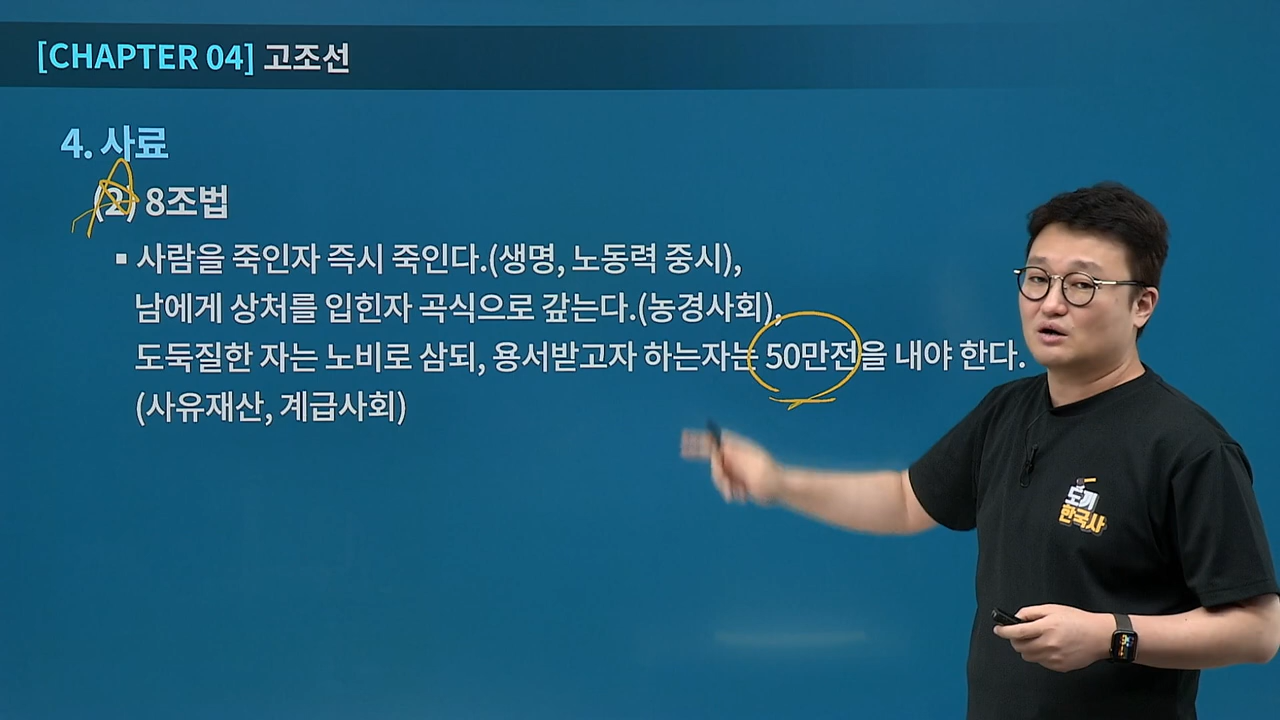 [CHAPTER 04] 고조선
4. 사료
(2) 8조법
▪ 사람을 죽인자 즉시 죽인다.(생명, 노동력 중시),
남에게 상처를 입힌자 곡식으로 갚는다.(농경사회),
도둑질한 자는 노비로 삼되, 용서받고자 하는자는 50만전을 내야 한다.
(사유재산, 계급사회)
도끼
한국사